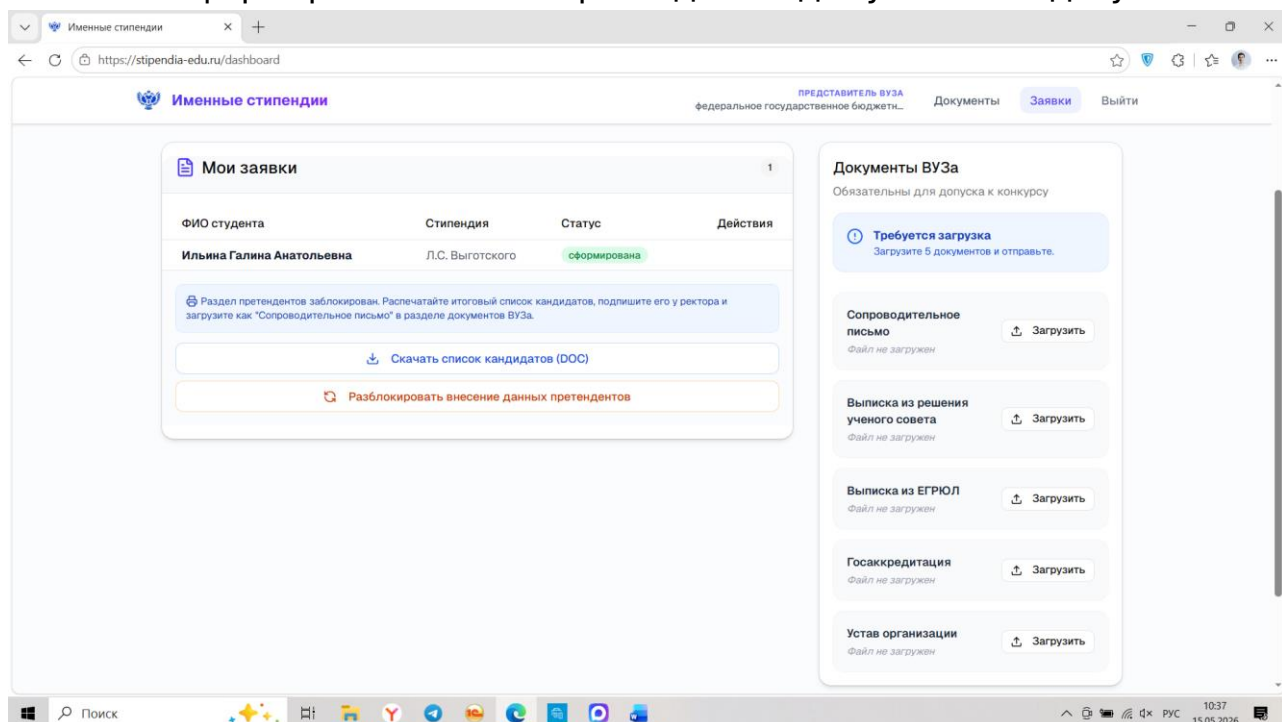 Именные стипендии
https://stipendia-edu.ru/dashboard
Именные стипендии
ПРЕДСТАВИТЕЛЬ ВУЗА
федеральное государственное бюджетн...
Документы
Заявки
Выйти
Мои заявки
1
ФИО студента Стипендия Статус Действия
Ильина Галина Анатольевна Л.С. Выготского сформирована
Раздел претендентов заблокирован. Распечатайте итоговый список кандидатов, подпишите его у ректора и
загрузите как "Сопроводительное письмо" в разделе документов ВУЗа.
Скачать список кандидатов (DOC)
Разблокировать внесение данных претендентов
Документы ВУЗа
Обязательны для допуска к конкурсу
Требуется загрузка
Загрузите 5 документов и отправьте.
Сопроводительное
письмо
Файл не загружен
Загрузить
Выписка из решения
ученого совета
Файл не загружен
Загрузить
Выписка из ЕГРЮЛ
Файл не загружен
Загрузить
Госаккредитация
Файл не загружен
Загрузить
Устав организации
Файл не загружен
Загрузить
Поиск
РУС
10:37
15.05.2026